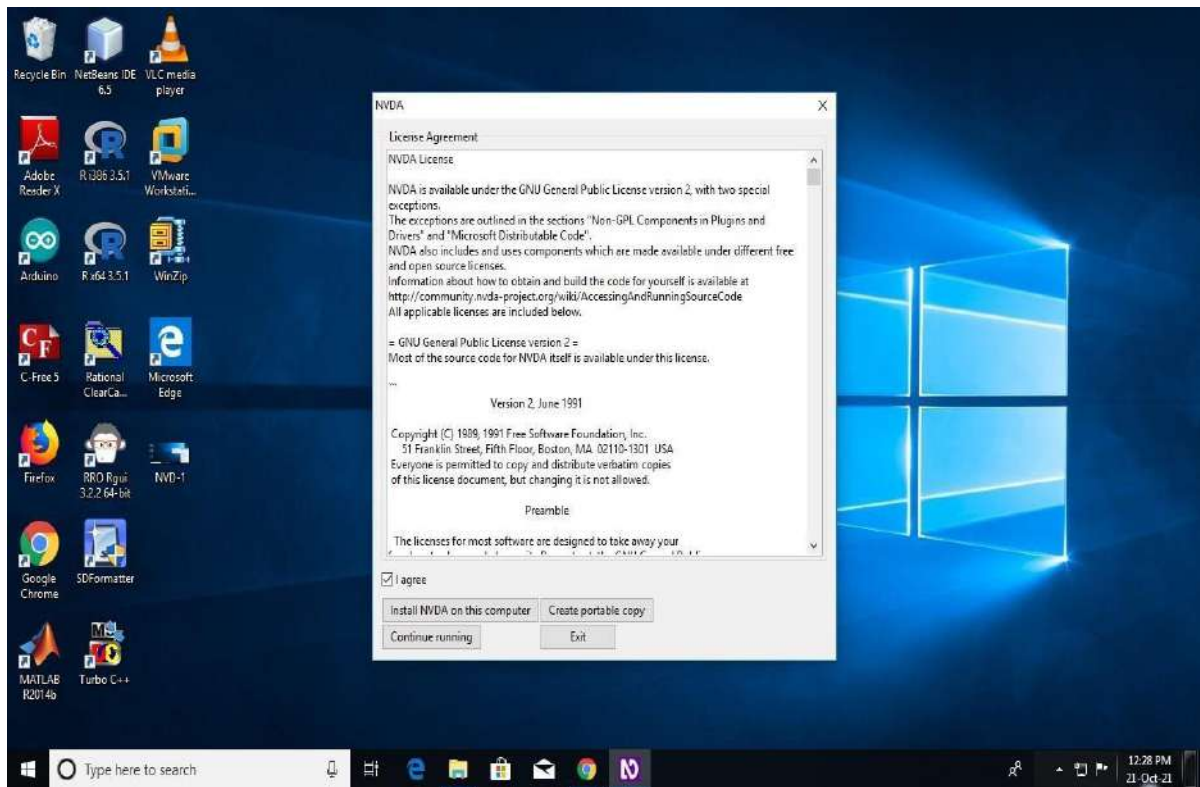 Recycle Bin
NetBeans IDE
6.5
VLC media
player
Adobe
Reader X
R i386 3.5.1
VMware
Workstati...
Arduino
R x64 3.5.1
WinZip
C-Free 5
Rational
ClearCa...
Microsoft
Edge
Firefox
RRO Rgui
3.2.2 64-bit
NVD-1
Google
Chrome
SDFormatter
MATLAB
R2014b
Turbo C++
NVDA
License Agreement
NVDA License
NVDA is available under the GNU General Public License version 2, with two special
exceptions.
The exceptions are outlined in the sections "Non-GPL Components in Plugins and
Drivers" and "Microsoft Distributable Code".
NVDA also includes and uses components which are made available under different free
and open source licenses.
Information about how to obtain and build the code for yourself is available at
http://community.nvda-project.org/wiki/AccessingAndRunningSourceCode
All applicable licenses are included below.
= GNU General Public License version 2 =
Most of the source code for NVDA itself is available under this license.
...
Version 2, June 1991
Copyright (C) 1989, 1991 Free Software Foundation, Inc.
51 Franklin Street, Fifth Floor, Boston, MA 02110-1301 USA
Everyone is permitted to copy and distribute verbatim copies
of this license document, but changing it is not allowed.
Preamble
The licenses for most software are designed to take away your
I agree
Install NVDA on this computer
Create portable copy
Continue running
Exit
Type here to search
12:28 PM
21-Oct-21